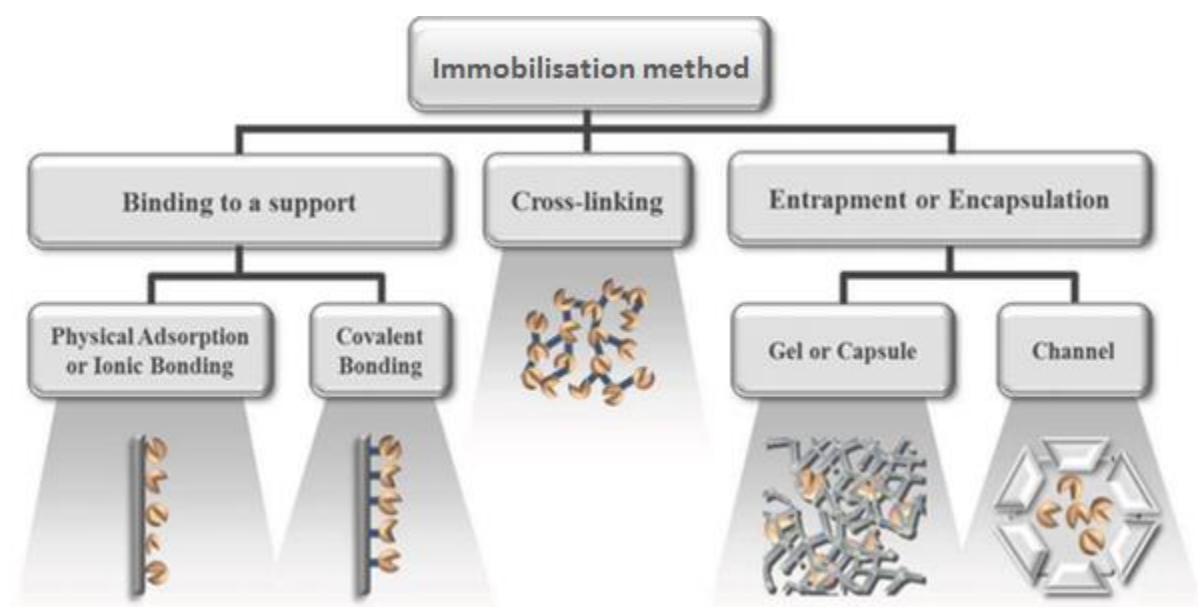 Immobilisation method
Binding to a support
Cross-linking
Entrapment or Encapsulation
Physical Adsorption
or Ionic Bonding
Covalent
Bonding
Gel or Capsule
Channel